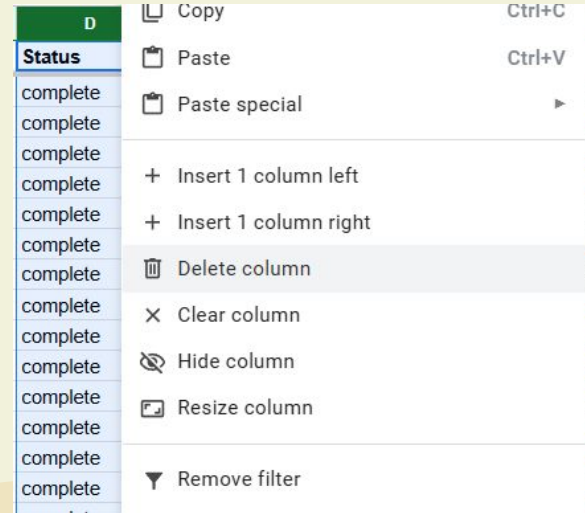 D
Status
complete
complete
complete
complete
complete
complete
complete
complete
complete
complete
complete
complete
complete
complete
Copy Ctrl+C
Paste Ctrl+V
Paste special
Insert 1 column left
Insert 1 column right
Delete column
Clear column
Hide column
Resize column
Remove filter